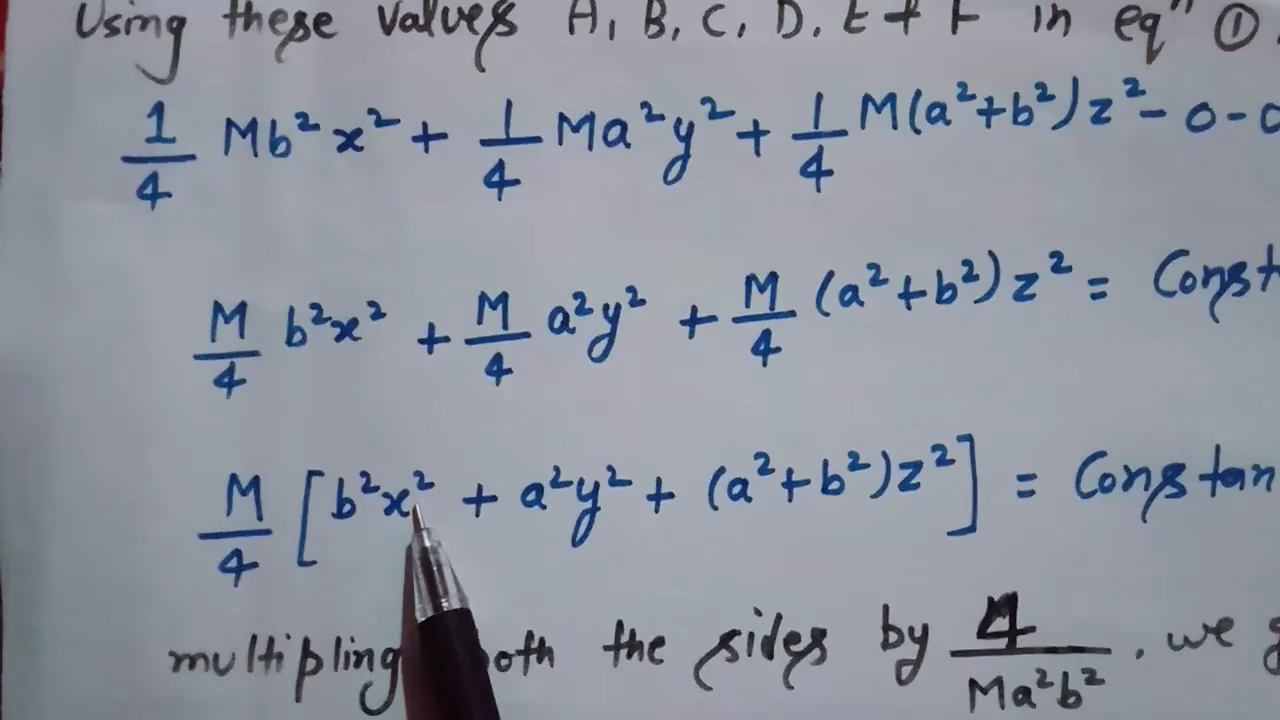 Using these values A, B, C, D, E & F in eqⁿ ①
1/4 Mb²x² + 1/4 Ma²y² + 1/4 M(a²+b²)z² - 0 - 0
M/4 b²x² + M/4 a²y² + M/4 (a²+b²)z² = Const
M/4 [b²x² + a²y² + (a²+b²)z²] = Constan
multipling the sides by 4/Ma²b². we